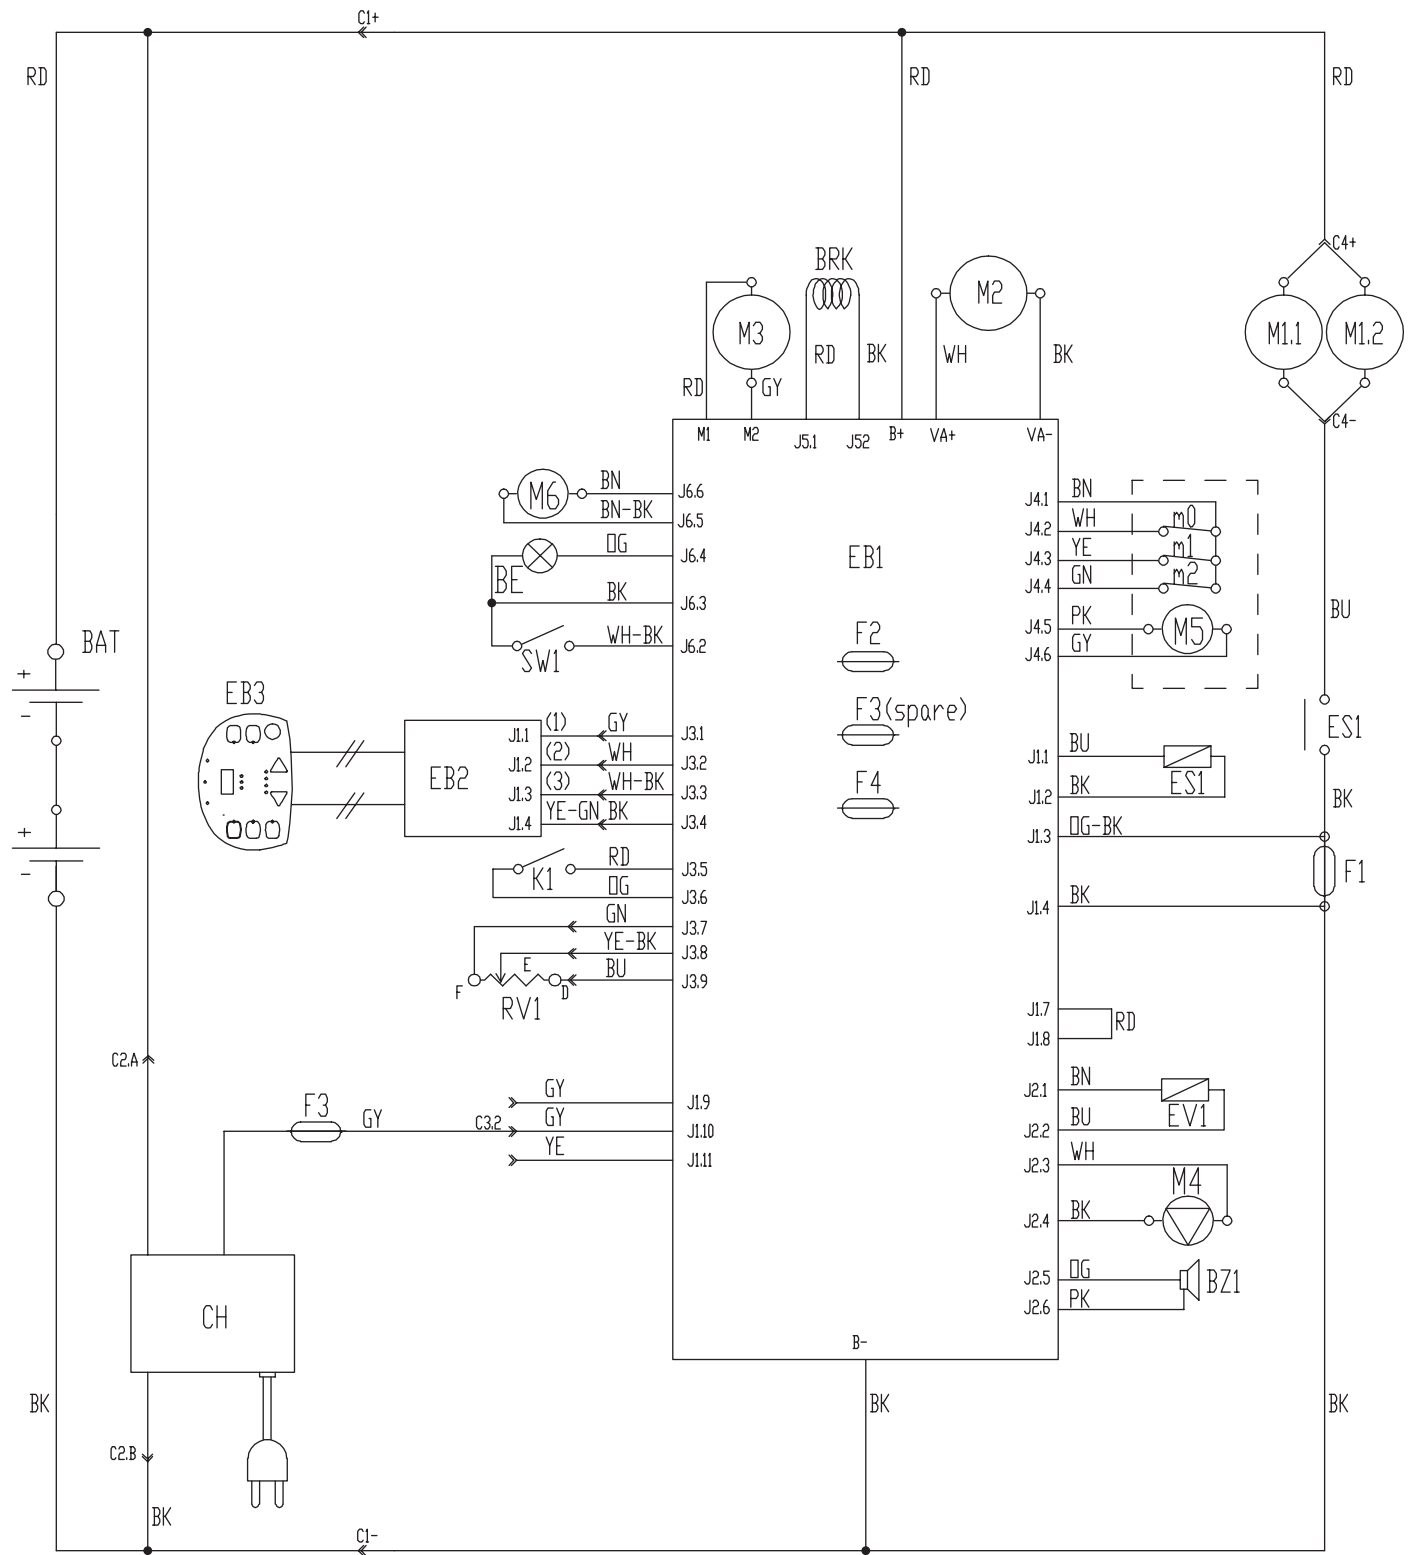 C1+
RD
RD
RD
C4+
BRK
M2
M3
M1.1
M1.2
RD
BK
WH
BK
RD
GY
C4-
M1
M2
J5.1
J52
B+
VA+
VA-
M6
BN
J6.6
BN-BK
J6.5
OG
J6.4
BE
BK
J6.3
WH-BK
J6.2
SW1
EB1
J4.1
BN
J4.2
WH
m0
J4.3
YE
m1
J4.4
GN
m2
J4.5
PK
M5
J4.6
GY
BU
BAT
+
-
+
-
F2
F3(spare)
F4
EB3
EB2
J1.1
(1)
GY
J3.1
J1.2
(2)
WH
J3.2
J1.3
(3)
WH-BK
J3.3
J1.4
YE-GN
BK
J3.4
ES1
J1.1
BU
ES1
J1.2
BK
BK
J1.3
OG-BK
F1
J1.4
BK
K1
RD
J3.5
OG
J3.6
GN
J3.7
YE-BK
J3.8
E
BU
J3.9
F
D
RV1
J1.7
RD
J1.8
C2.A
GY
J1.9
F3
GY
C3.2
GY
J1.10
YE
J1.11
J2.1
BN
EV1
J2.2
BU
J2.3
WH
M4
J2.4
BK
J2.5
OG
BZ1
J2.6
PK
CH
B-
BK
BK
BK
C2.B
BK
C1-